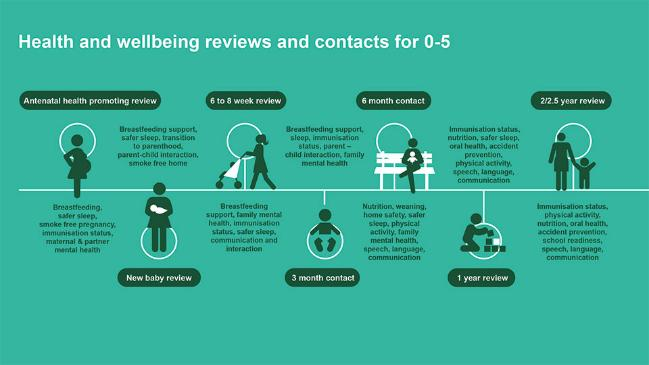 Health and wellbeing reviews and contacts for 0-5
Antenatal health promoting review
Breastfeeding,
safer sleep,
smoke free pregnancy,
immunisation status,
maternal & partner
mental health
Breastfeeding support,
safer sleep, transition
to parenthood,
parent-child interaction,
smoke free home
New baby review
6 to 8 week review
Breastfeeding
support, family mental
health, immunisation
status, safer sleep,
communication and
interaction
Breastfeeding support,
sleep, immunisation
status, parent –
child interaction, family
mental health
3 month contact
6 month contact
Nutrition, weaning,
home safety, safer
sleep, physical
activity, family
mental health,
speech, language,
communication
Immunisation status,
nutrition, safer sleep,
oral health, accident
prevention,
physical activity,
speech, language,
communication
1 year review
2/2.5 year review
Immunisation status,
physical activity,
nutrition, oral health,
accident prevention,
school readiness,
speech, language,
communication